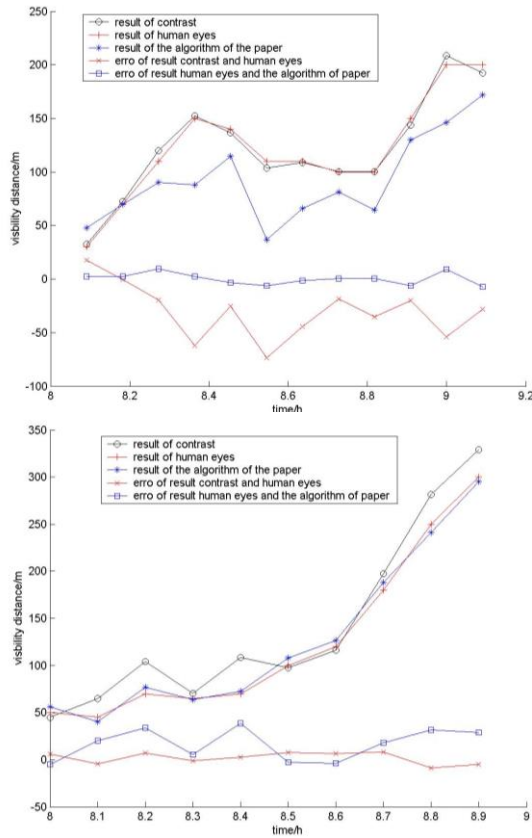 result of contrast
result of human eyes
result of the algorithm of the paper
erro of result contrast and human eyes
erro of result human eyes and the algorithm of paper
250
200
150
100
50
0
-50
-100
visbility distance/m
8
8.2
8.4
8.6
8.8
9
9.2
time/h
result of contrast
result of human eyes
result of the algorithm of the paper
erro of result contrast and human eyes
erro of result human eyes and the algorithm of paper
350
300
250
200
150
100
50
0
-50
visbility distance/m
8
8.1
8.2
8.3
8.4
8.5
8.6
8.7
8.8
8.9
9
time/h